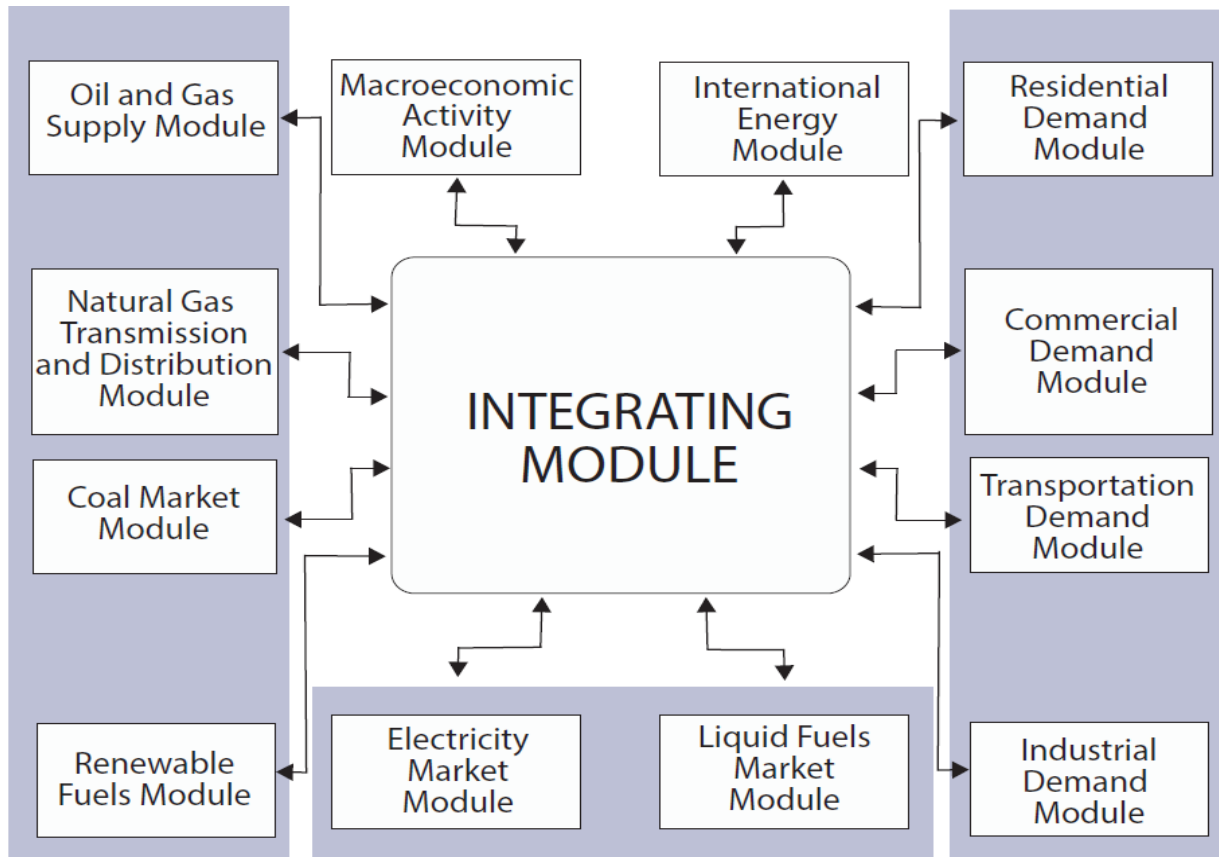 Oil and Gas
Supply Module
Macroeconomic
Activity
Module
International
Energy
Module
Residential
Demand
Module
Natural Gas
Transmission
and Distribution
Module
Commercial
Demand
Module
INTEGRATING
MODULE
Coal Market
Module
Transportation
Demand
Module
Renewable
Fuels Module
Electricity
Market
Module
Liquid Fuels
Market
Module
Industrial
Demand
Module